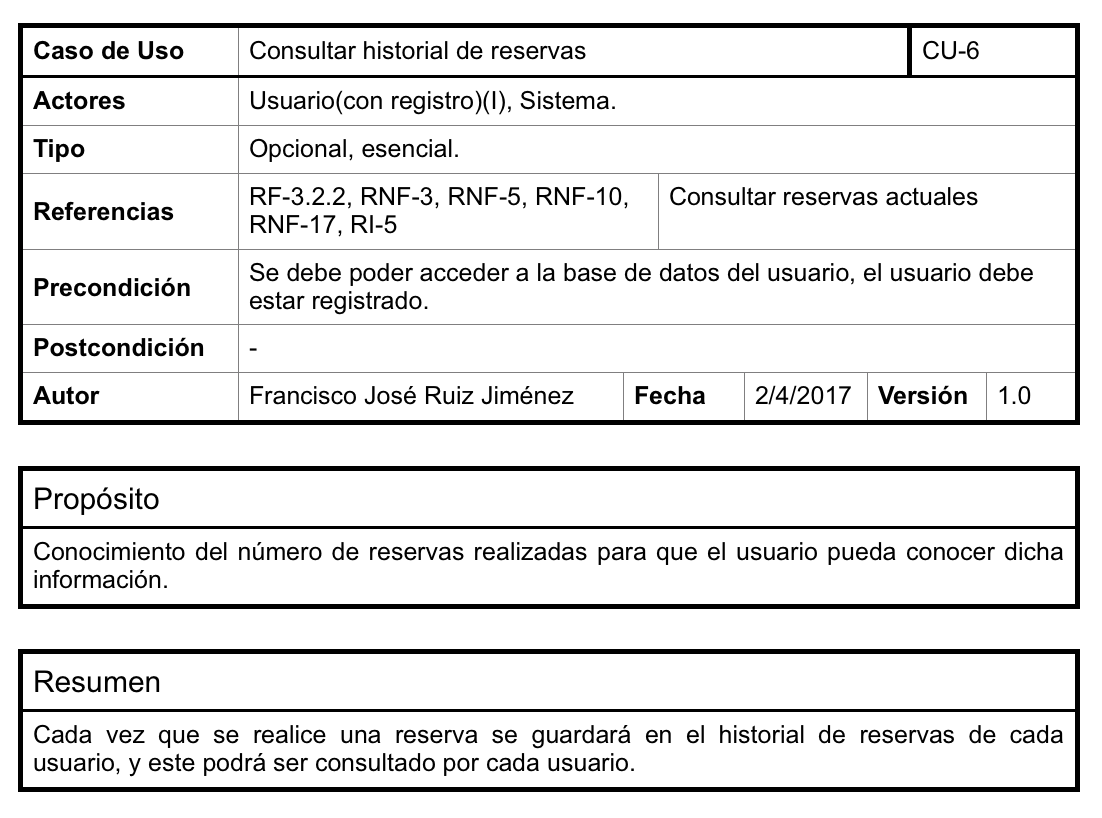 Caso de Uso Consultar historial de reservas CU-6
Actores Usuario(con registro)(I), Sistema.
Tipo Opcional, esencial.
Referencias RF-3.2.2, RNF-3, RNF-5, RNF-10, Consultar reservas actuales
RNF-17, RI-5
Precondición Se debe poder acceder a la base de datos del usuario, el usuario debe
estar registrado.
Postcondición -
Autor Francisco José Ruiz Jiménez Fecha 2/4/2017 Versión 1.0
Propósito
Conocimiento del número de reservas realizadas para que el usuario pueda conocer dicha
información.
Resumen
Cada vez que se realice una reserva se guardará en el historial de reservas de cada
usuario, y este podrá ser consultado por cada usuario.